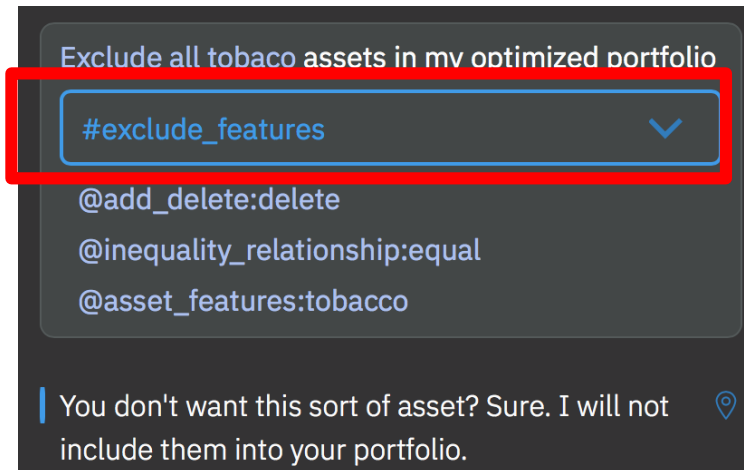 Exclude all tobaco assets in my optimized portfolio
#exclude_features
@add_delete:delete
@inequality_relationship:equal
@asset_features:tobacco
You don't want this sort of asset? Sure. I will not
include them into your portfolio.